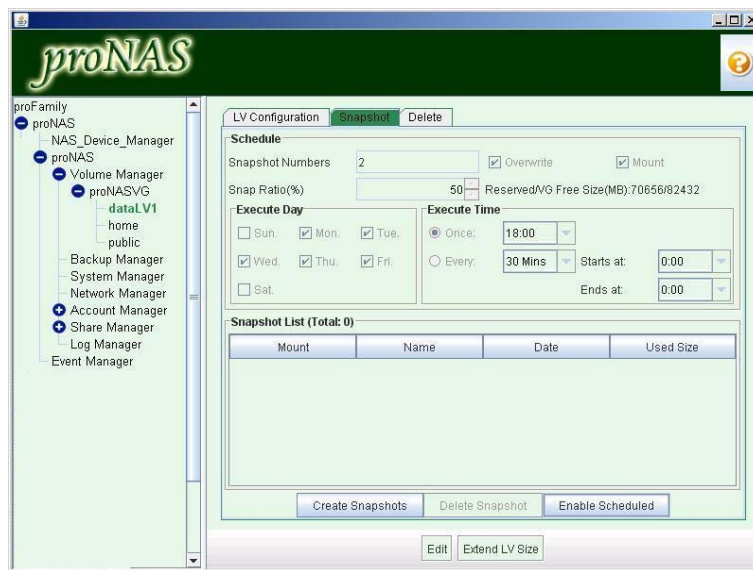 proNAS
proFamily
proNAS
NAS_Device_Manager
proNAS
Volume Manager
proNASVG
dataLV1
home
public
Backup Manager
System Manager
Network Manager
Account Manager
Share Manager
Log Manager
Event Manager
LV Configuration Snapshot Delete
Schedule
Snapshot Numbers 2 Overwrite Mount
Snap Ratio(%) 50 Reserved/VG Free Size(MB):70656/82432
Execute Day Execute Time
Sun. Mon. Tue. Once: 18:00
Wed. Thu. Fri. Every: 30 Mins Starts at: 0:00
Sat. Ends at: 0:00
Snapshot List (Total: 0)
Mount Name Date Used Size
Create Snapshots Delete Snapshot Enable Scheduled
Edit Extend LV Size